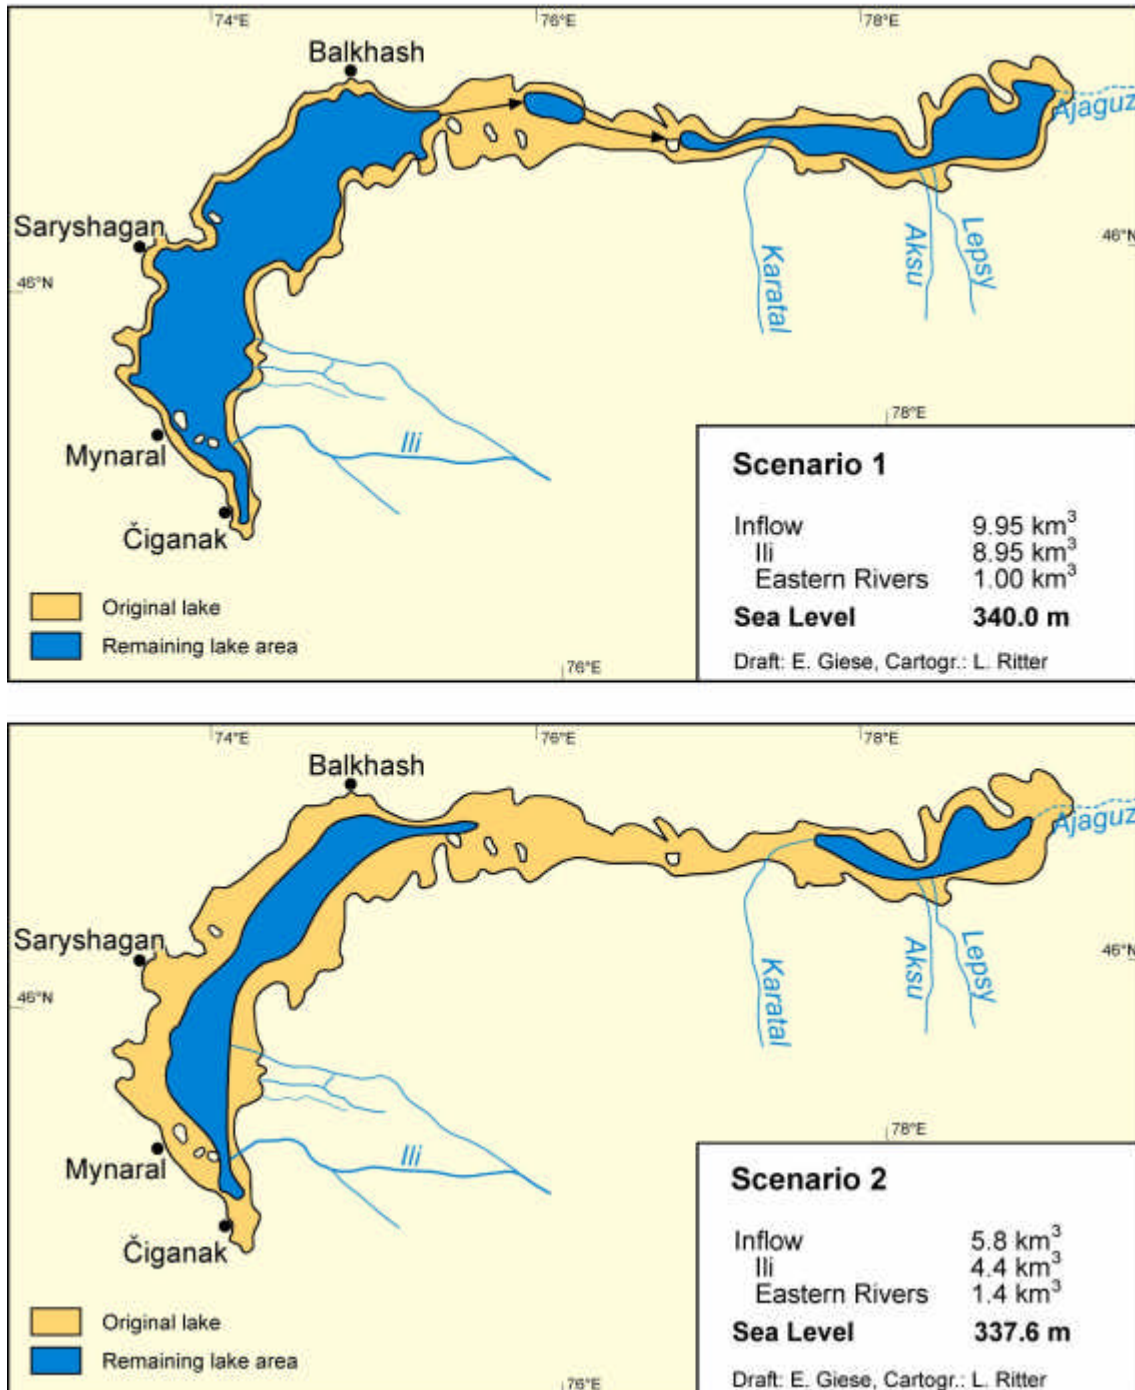 74°E
76°E
78°E
Balkhash
Ajaguz
Saryshagan
46°N
46°N
Karatal
Aksu
Lepsy
Mynaral
Ili
78°E
Čiganak
Original lake
Remaining lake area
76°E
Scenario 1
Inflow 9.95 km³
Ili 8.95 km³
Eastern Rivers 1.00 km³
Sea Level 340.0 m
Draft: E. Giese, Cartogr.: L. Ritter
74°E
76°E
78°E
Balkhash
Ajaguz
Saryshagan
46°N
46°N
Karatal
Aksu
Lepsy
Mynaral
Ili
78°E
Čiganak
Original lake
Remaining lake area
76°E
Scenario 2
Inflow 5.8 km³
Ili 4.4 km³
Eastern Rivers 1.4 km³
Sea Level 337.6 m
Draft: E. Giese, Cartogr.: L. Ritter